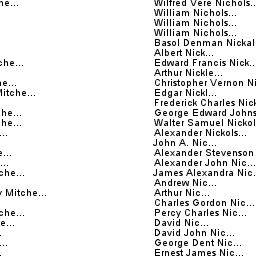 he... Wilfred Vere Nichols...
William Nichols...
William Nichols...
William Nichols...
Basol Denman Nickal
Albert Nick...
che... Edward Francis Nick...
Arthur Nickle...
he... Christopher Vernon Ni
Mitche... Edgar Nickl...
Frederick Charles Nick
che... George Edward Johns
che... Walter Samuel Nickol
... Alexander Nickols...
John A. Nic...
e... Alexander Stevenson
... Alexander John Nic...
che... James Alexandra Nic...
Andrew Nic...
y Mitche... Arthur Nic...
Charles Gordon Nic...
che... Percy Charles Nic...
e... David Nic...
. David John Nic...
... George Dent Nic...
. Ernest James Nic...